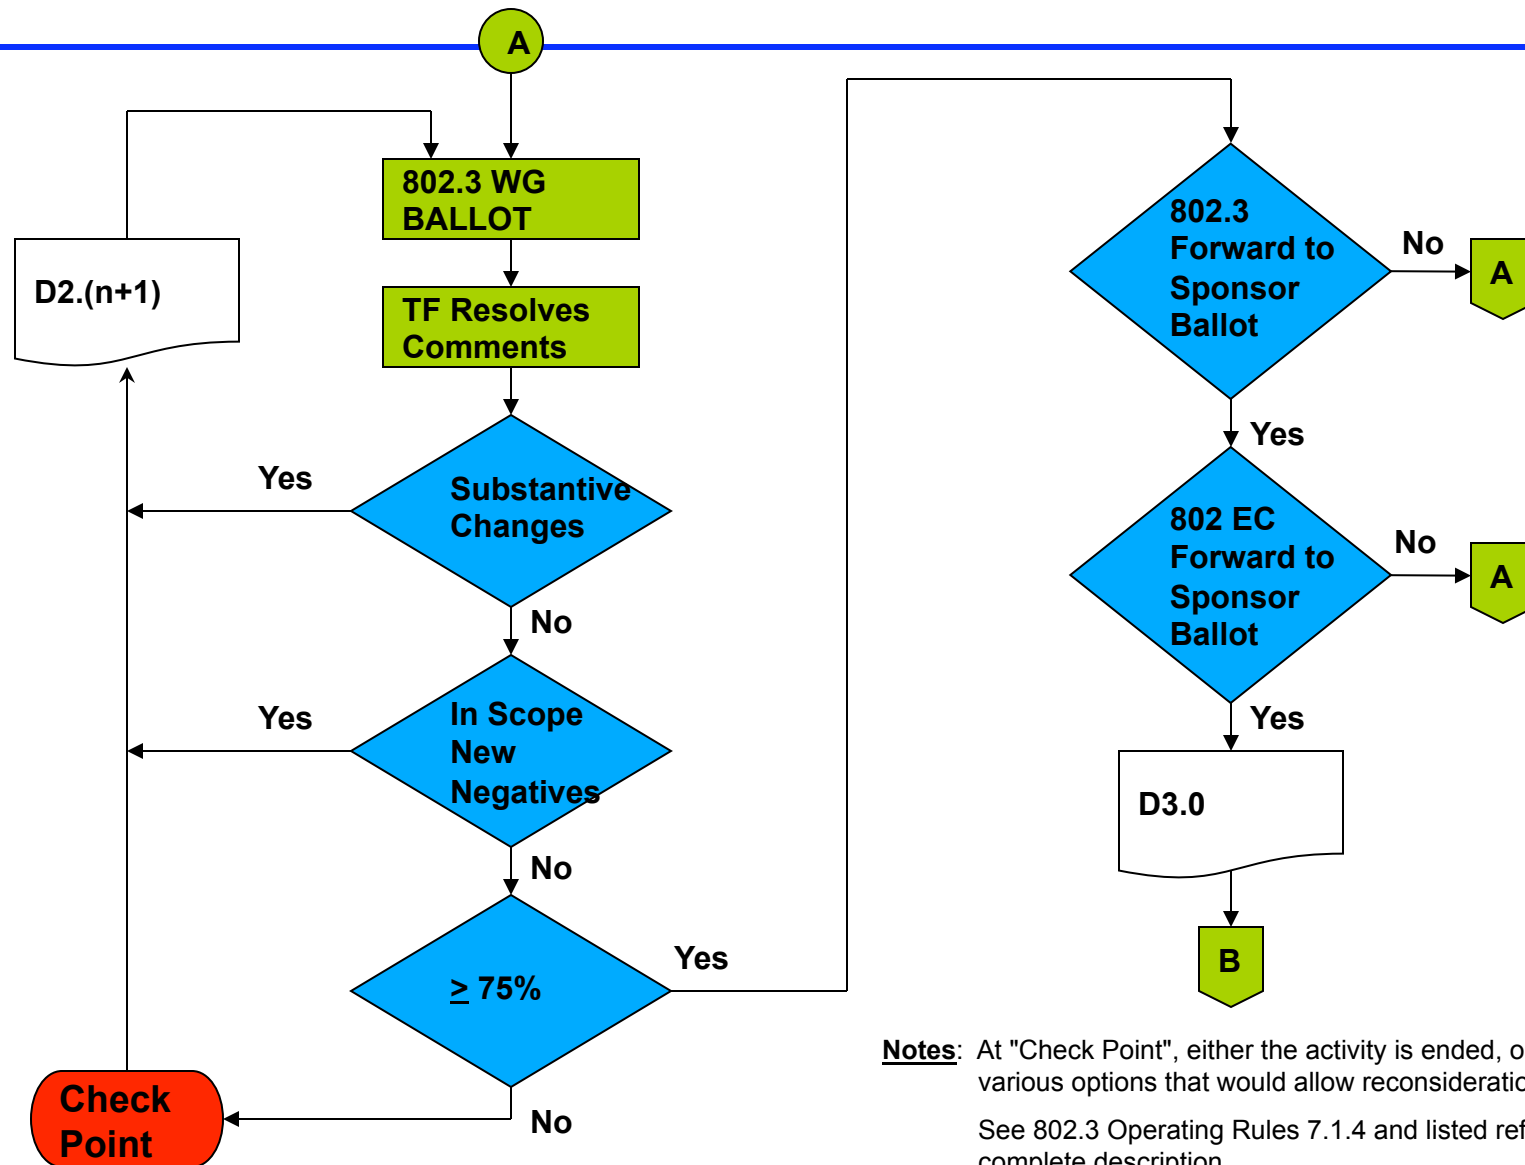 A
802.3 WG
BALLOT
D2.(n+1)
TF Resolves
Comments
Yes
Substantive
Changes
No
Yes
In Scope
New
Negatives
No
≥ 75%
Yes
No
Check
Point
802.3
Forward to
Sponsor
Ballot
No
A
Yes
802 EC
Forward to
Sponsor
Ballot
No
A
Yes
D3.0
B
Notes: At "Check Point", either the activity is ended, o
various options that would allow reconsideratio
See 802.3 Operating Rules 7.1.4 and listed ref
complete description